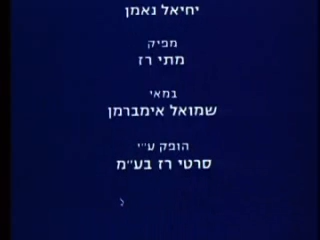 יחיאל נאמן
מפיק
מתי רז
במאי
שמואל אימברמן
הופק ע"י
סרטי רז בע"מ